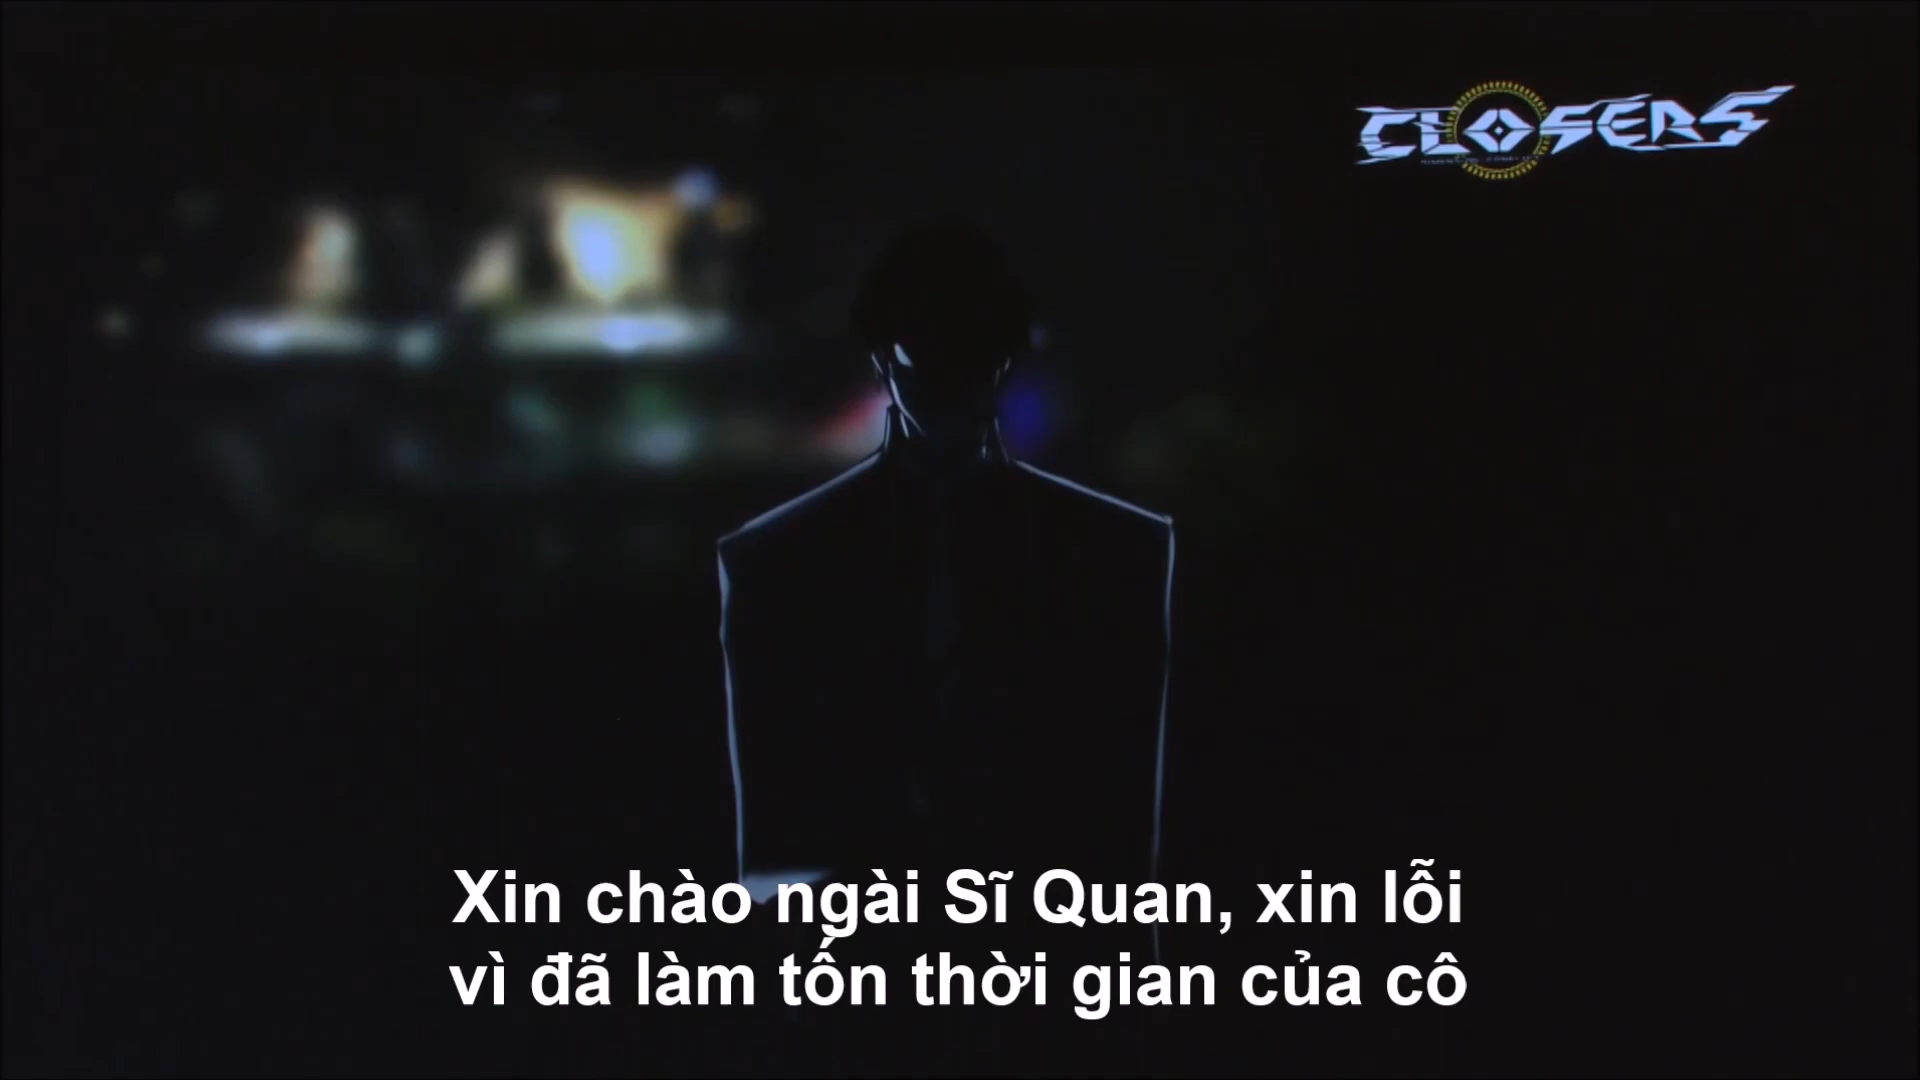 CLOSERS
Xin chào ngài Sĩ Quan, xin lỗi
vì đã làm tốn thời gian của cô